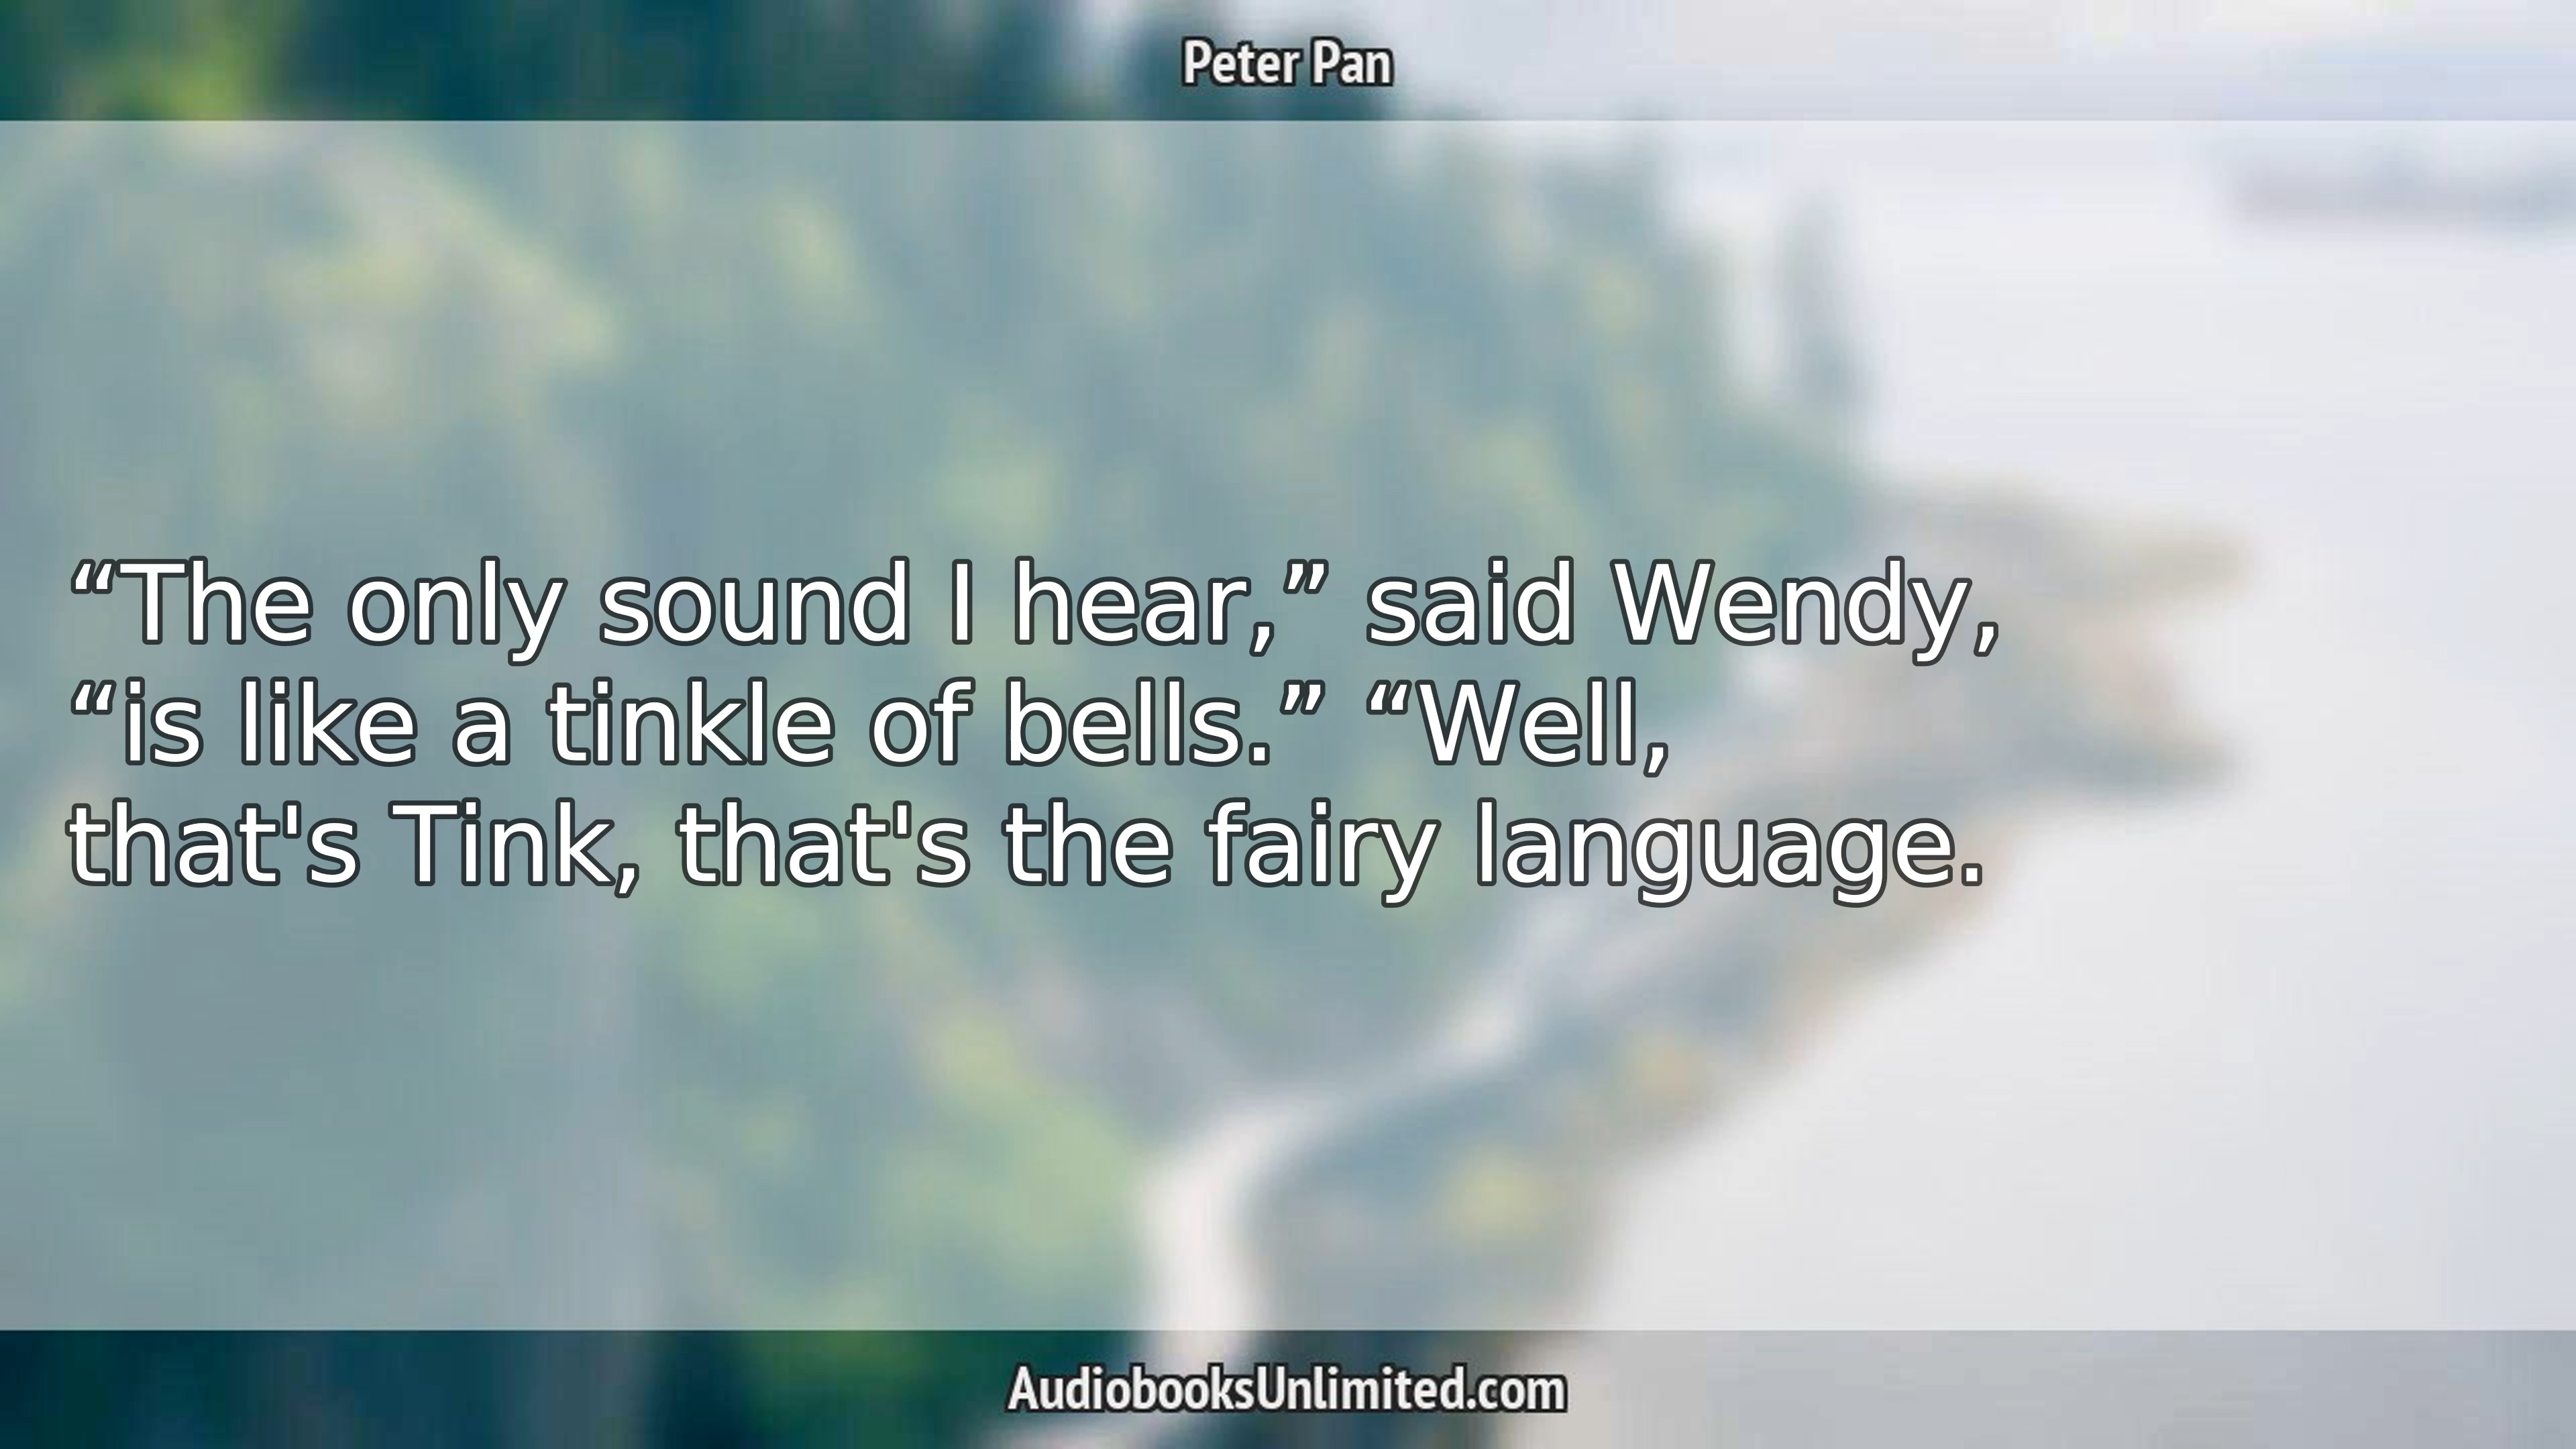 Peter Pan
“The only sound I hear,” said Wendy,
“is like a tinkle of bells.” “Well,
that's Tink, that's the fairy language.
AudiobooksUnlimited.com